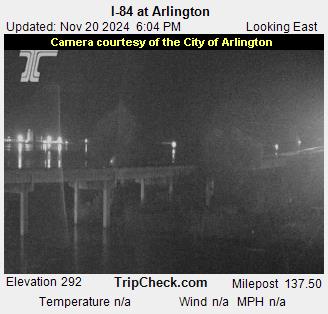 I-84 at Arlington
Updated: Nov 20 2024 6:04 PM Looking East
Camera courtesy of the City of Arlington
Elevation 292 TripCheck.com Milepost 137.50
Temperature n/a Wind n/a MPH n/a